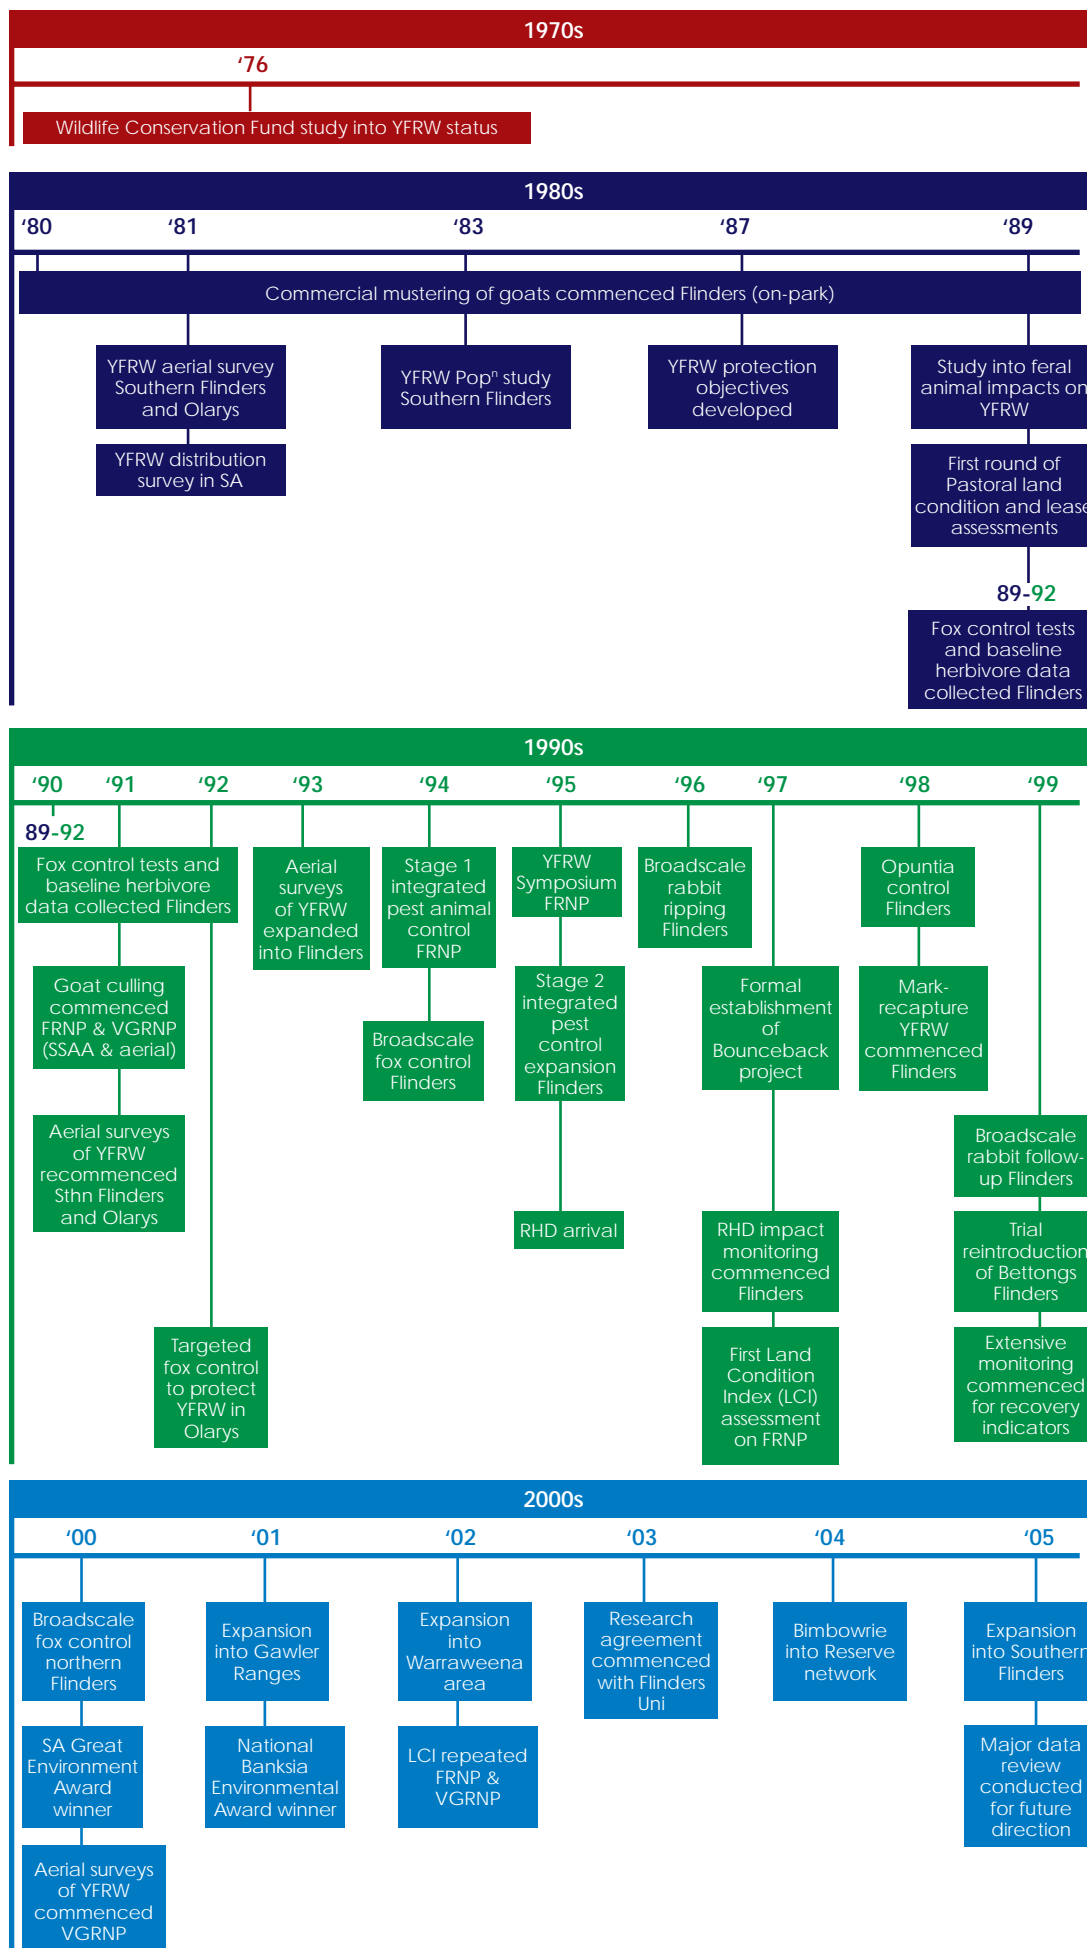 1970s
‘76
Wildlife Conservation Fund study into YFRW status
1980s
‘80
‘81
‘83
‘87
‘89
Commercial mustering of goats commenced Flinders (on-park)
YFRW aerial survey
Southern Flinders
and Olarys
YFRW distribution
survey in SA
YFRW Popⁿ study
Southern Flinders
YFRW protection
objectives
developed
Study into feral
animal impacts on
YFRW
First round of
Pastoral land
condition and lease
assessments
89-92
Fox control tests
and baseline
herbivore data
collected Flinders
1990s
‘90
‘91
‘92
‘93
‘94
‘95
‘96
‘97
‘98
‘99
89-92
Fox control tests and
baseline herbivore
data collected Flinders
Goat culling
commenced
FRNP & VGRNP
(SSAA & aerial)
Aerial surveys
of YFRW
recommenced
Sthn Flinders
and Olarys
Targeted
fox control
to protect
YFRW in
Olarys
Aerial
surveys
of YFRW
expanded
into Flinders
Stage 1
integrated
pest animal
control
FRNP
Broadscale
fox control
Flinders
YFRW
Symposium
FRNP
Stage 2
integrated
pest
control
expansion
Flinders
RHD arrival
Broadscale
rabbit
ripping
Flinders
Formal
establishment
of
Bounceback
project
RHD impact
monitoring
commenced
Flinders
First Land
Condition
Index (LCI)
assessment
on FRNP
Opuntia
control
Flinders
Mark-
recapture
YFRW
commenced
Flinders
Broadscale
rabbit follow-
up Flinders
Trial
reintroduction
of Bettongs
Flinders
Extensive
monitoring
commenced
for recovery
indicators
2000s
‘00
‘01
‘02
‘03
‘04
‘05
Broadscale
fox control
northern
Flinders
SA Great
Environment
Award
winner
Aerial surveys
of YFRW
commenced
VGRNP
Expansion
into Gawler
Ranges
National
Banksia
Environmental
Award winner
Expansion
into
Warraweena
area
LCI repeated
FRNP &
VGRNP
Research
agreement
commenced
with Flinders
Uni
Bimbowrie
into Reserve
network
Expansion
into Southern
Flinders
Major data
review
conducted
for future
direction